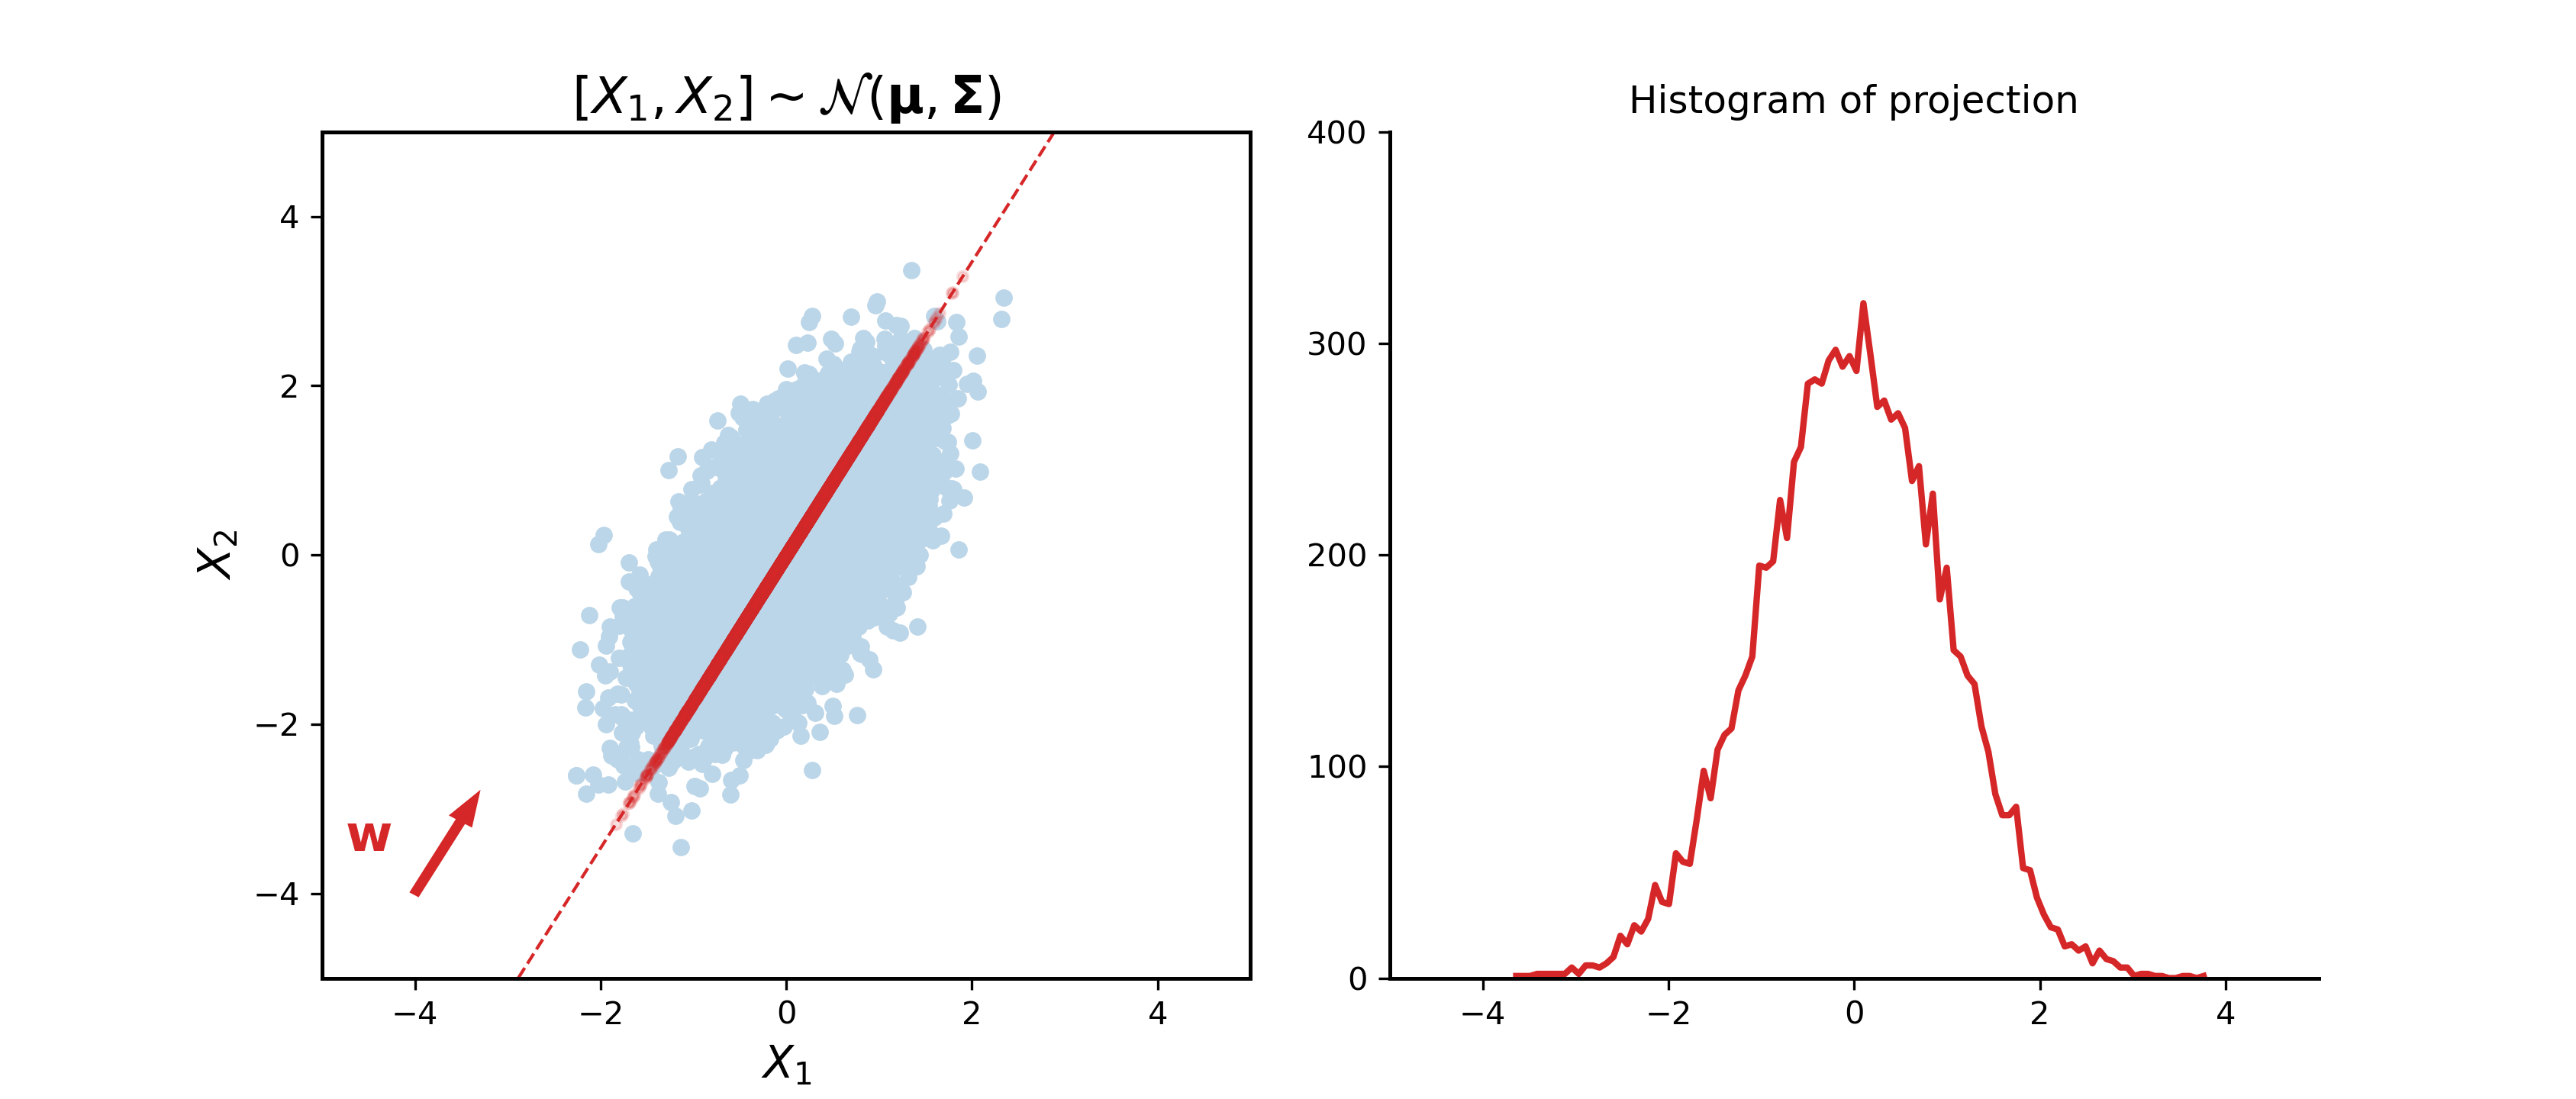 [X₁, X₂] ~ 𝒩(μ, Σ)
4
2
0
−2
−4
X₂
w
−4 −2 0 2 4
X₁
Histogram of projection
400
300
200
100
0
−4 −2 0 2 4